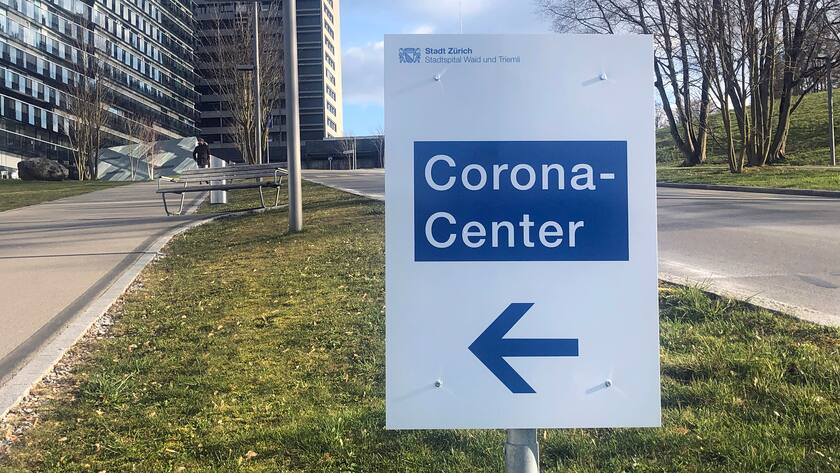 Stadt Zürich
Stadtspital Waid und Triemli
Corona-
Center